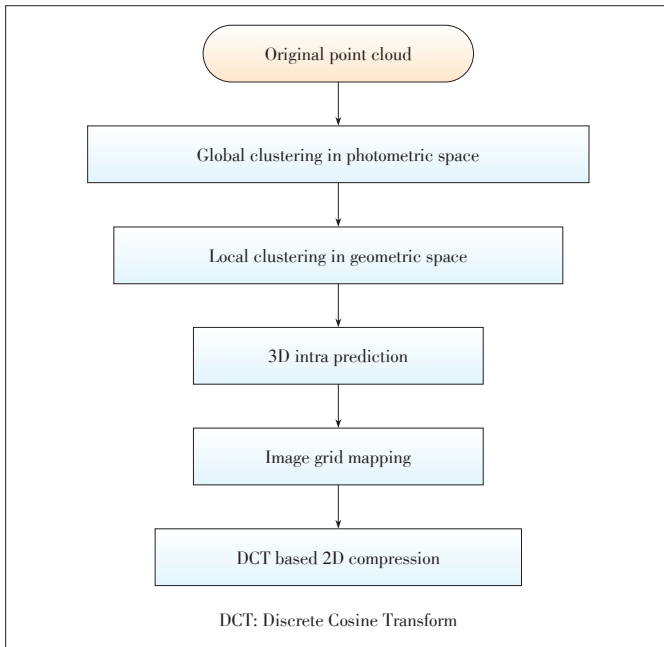 Original point cloud
Global clustering in photometric space
Local clustering in geometric space
3D intra prediction
Image grid mapping
DCT based 2D compression
DCT: Discrete Cosine Transform